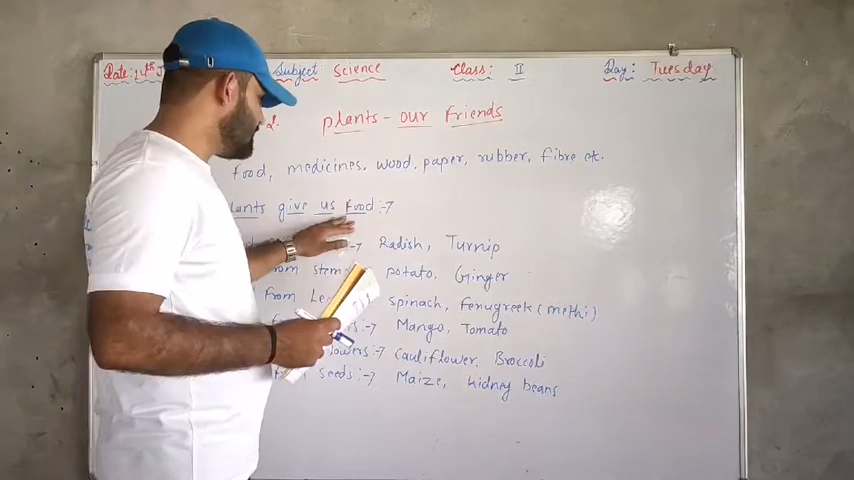 Date: 14th J Subject Science Class: II Day: Tuesday
2. plants - our Friends
Food, medicines, wood, paper, rubber, fibre etc.
lants give us Food :-
:- Radish, Turnip
rom stem potato, Ginger
From Le spinach, Fenugreek (methi)
s :- Mango, Tomato
lowers :- Cauliflower, Broccoli
seeds :- Maize, kidney beans